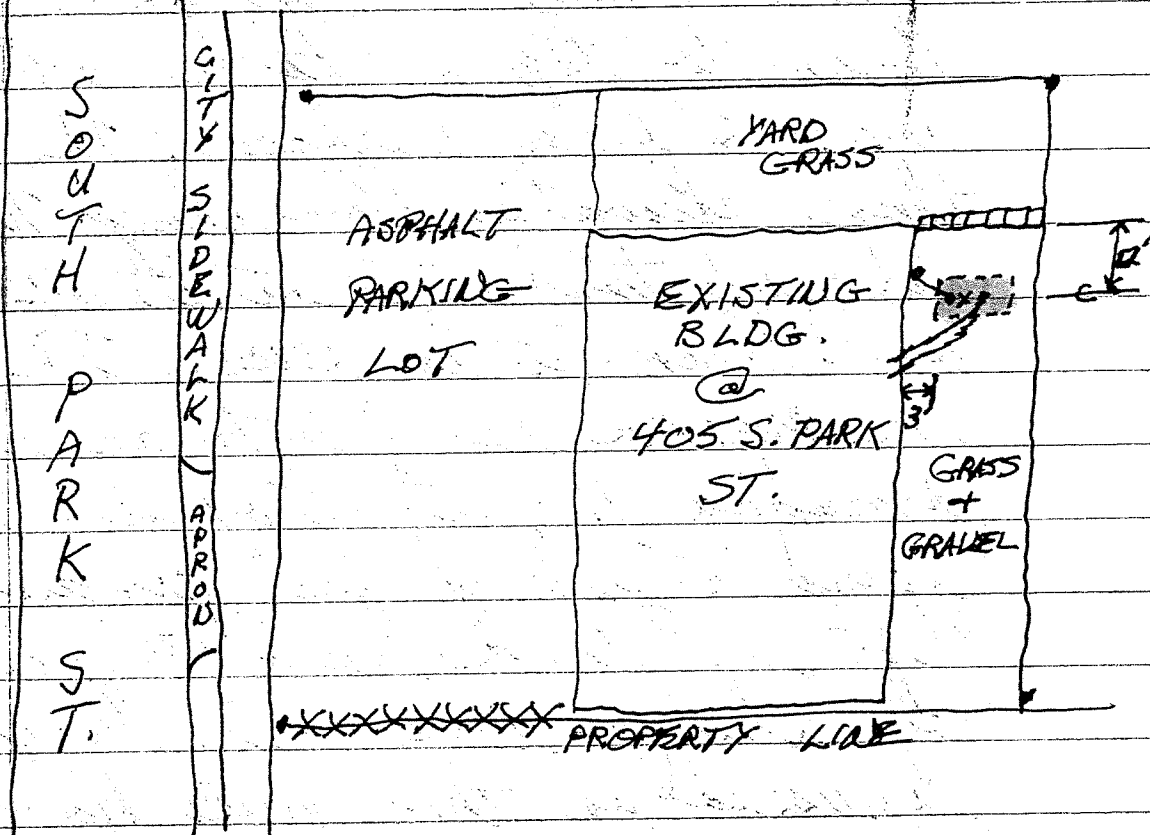 SOUTH PARK ST.
CITY SIDEWALK
APRON
YARD
GRASS
ASPHALT
PARKING
LOT
EXISTING
BLDG.
@
405 S. PARK
ST.
X
3'
GRASS
+
GRAVEL
PROPERTY LINE